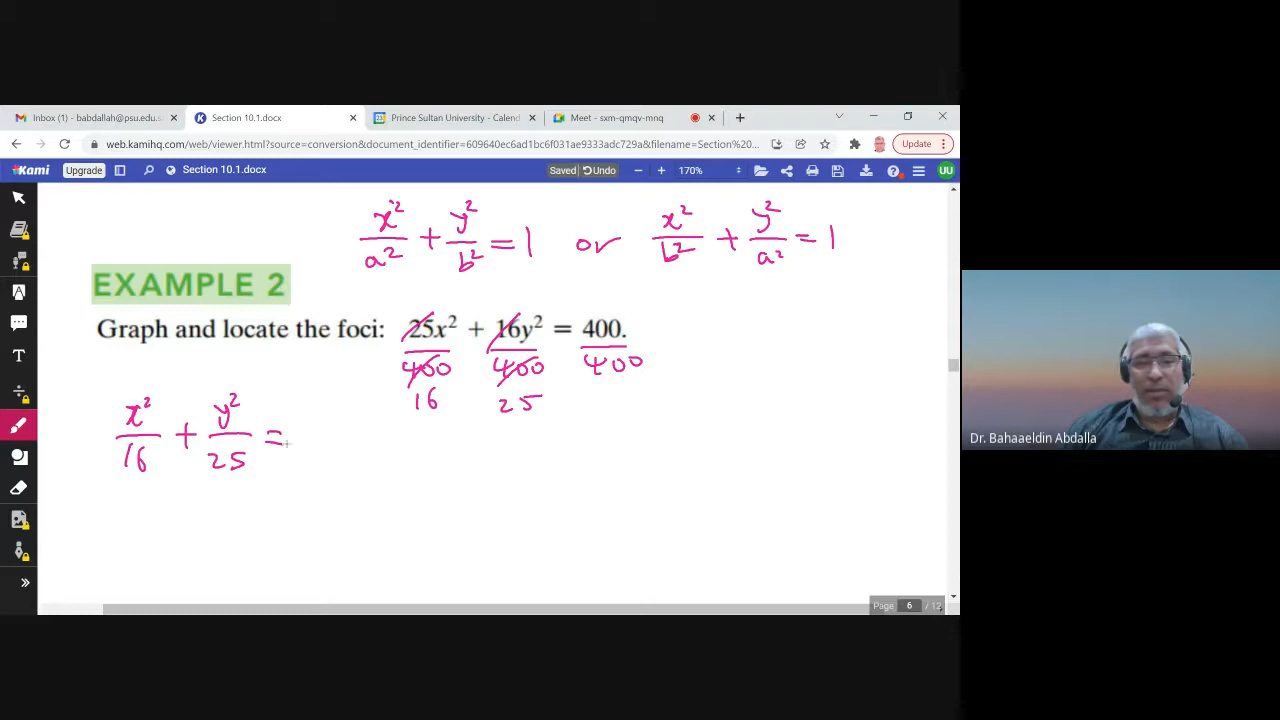 Inbox (1) - babdallah@psu.edu.s
Section 10.1.docx
Prince Sultan University - Calend
Meet - sxm-qmqv-mnq
web.kamihq.com/web/viewer.html?source=conversion&document_identifier=609640ec6ad1bc6f031ae9333adc729a&filename=Section%20...
Update
Kami Upgrade Section 10.1.docx Saved Undo 170% UU
x²/a² + y²/b² = 1 or x²/b² + y²/a² = 1
EXAMPLE 2
Graph and locate the foci: 25x² + 16y² = 400.
400 400 400
16 25
x²/16 + y²/25 =
Page 6 / 12
Dr. Bahaaeldin Abdalla